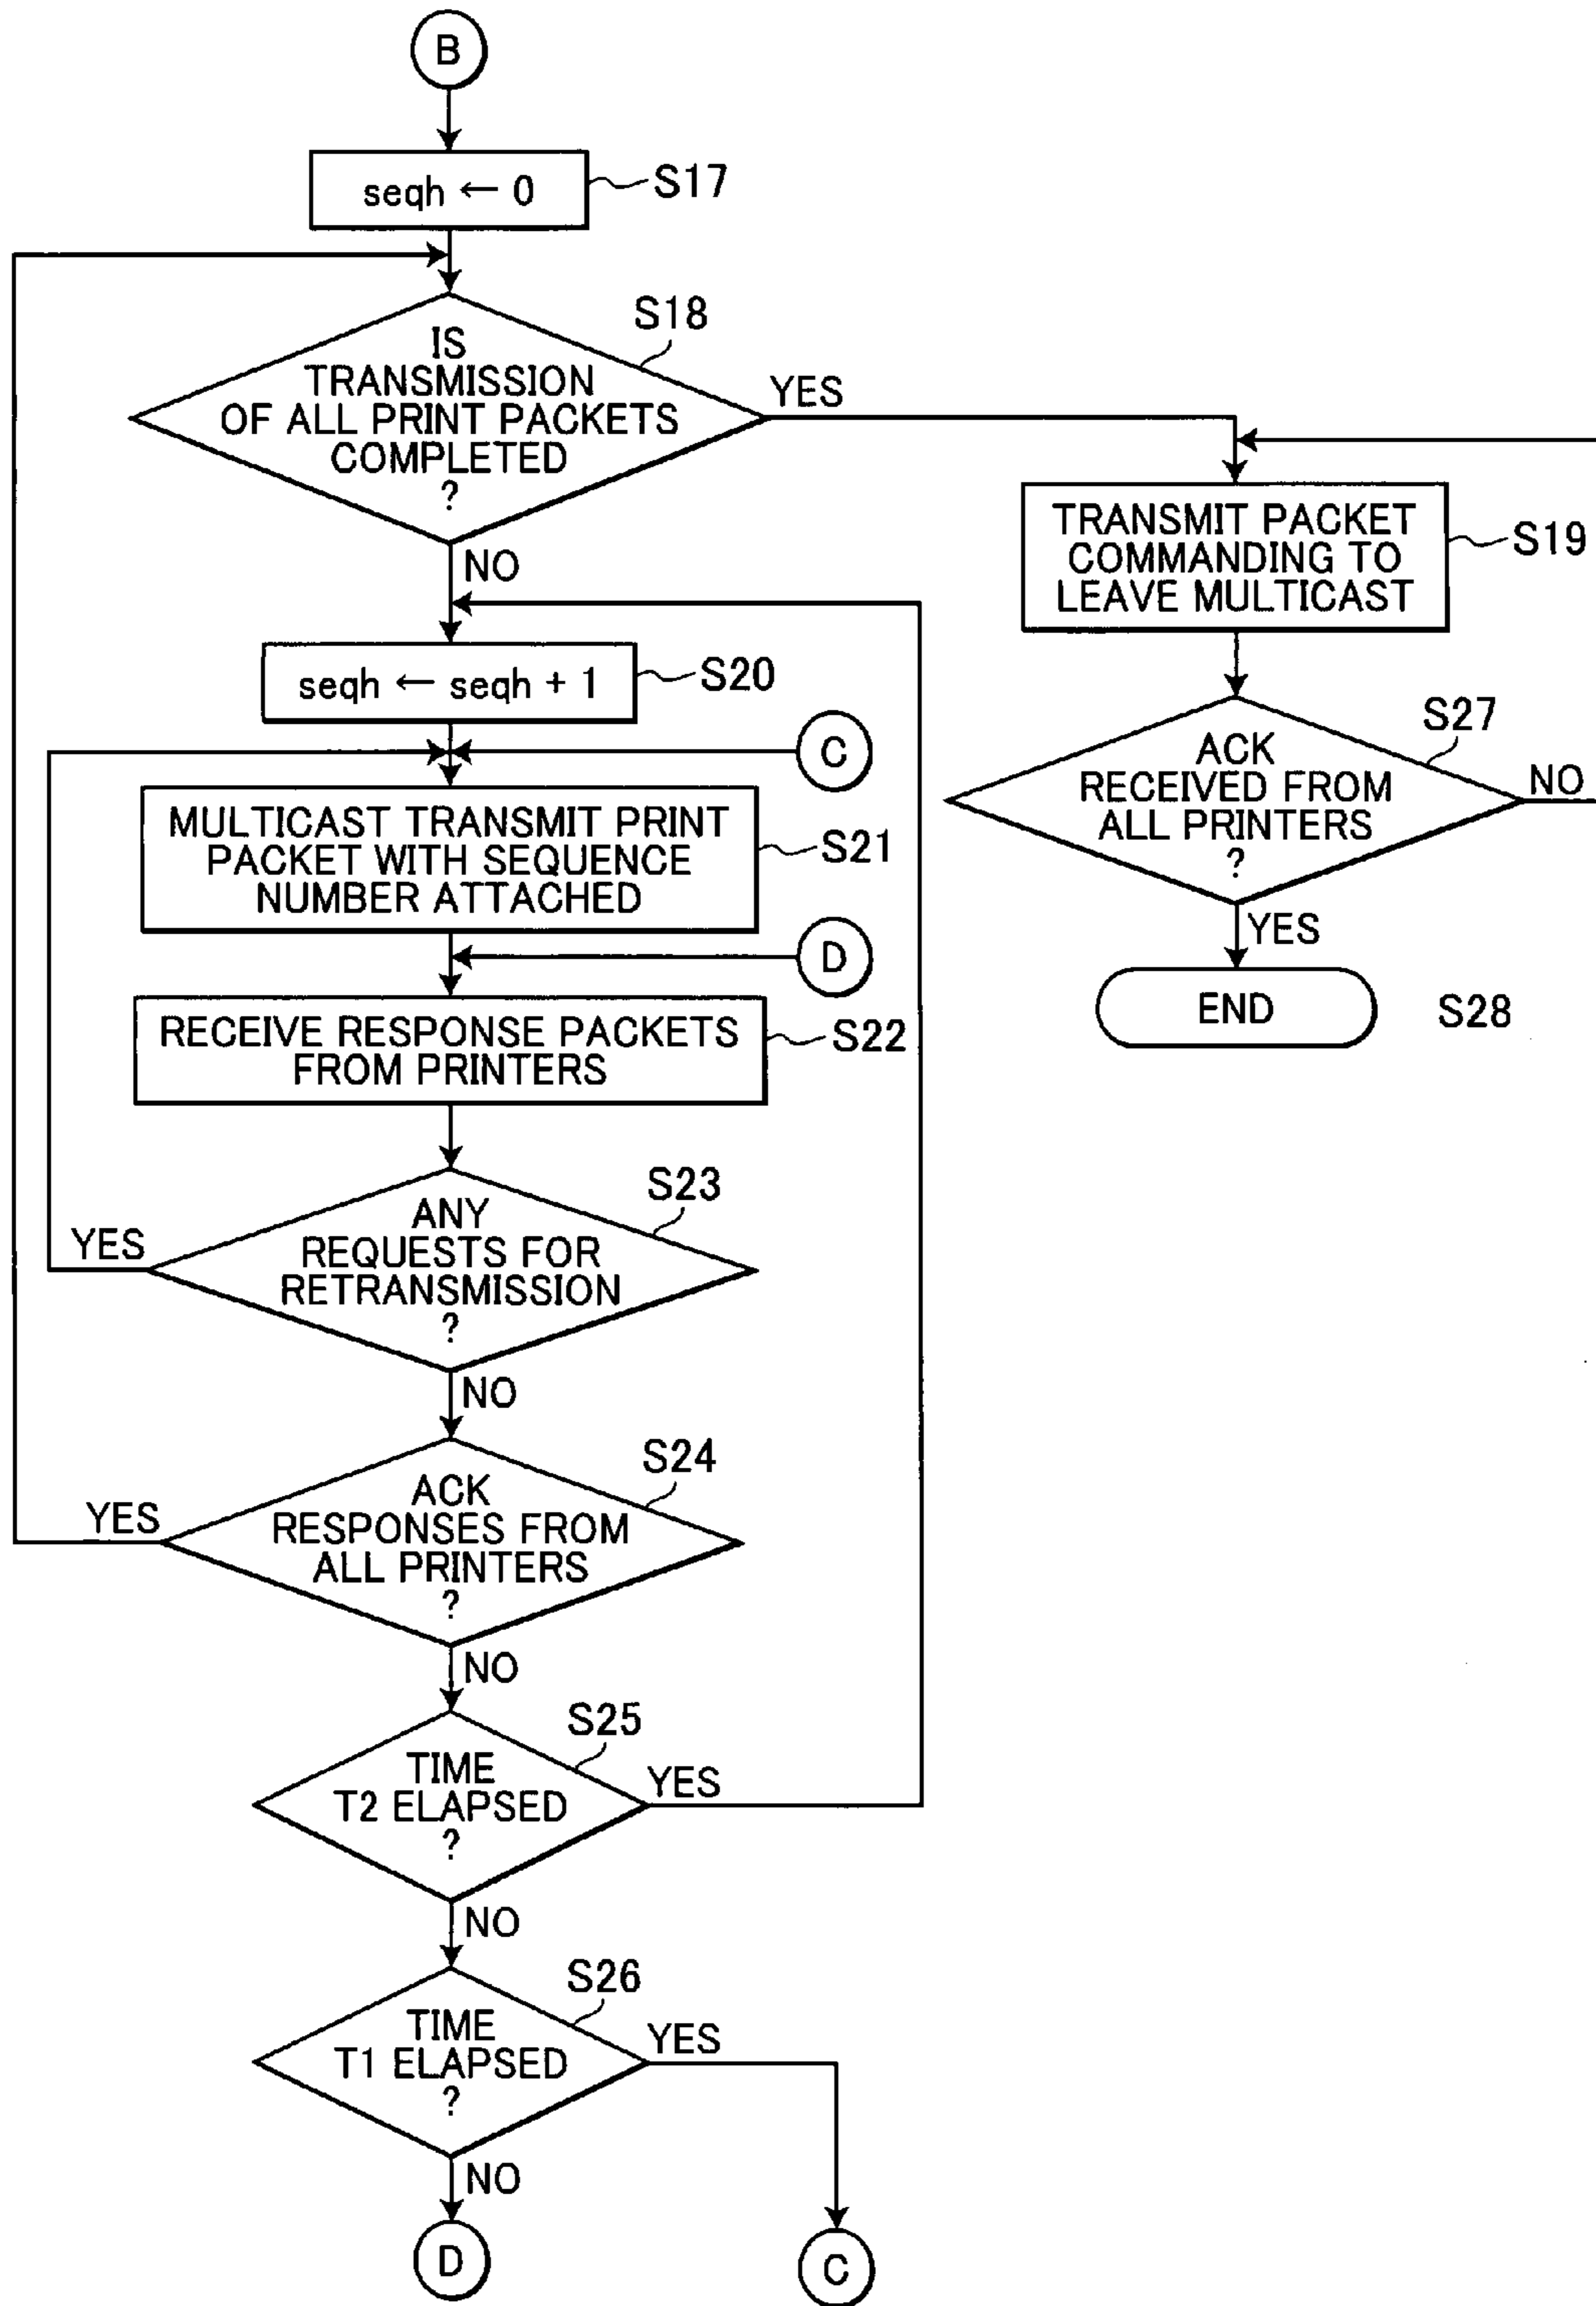 B
seqh ← 0
S17
S18
IS
TRANSMISSION
OF ALL PRINT PACKETS
COMPLETED
?
YES
NO
TRANSMIT PACKET
COMMANDING TO
LEAVE MULTICAST
S19
seqh ← seqh + 1
S20
C
S27
ACK
RECEIVED FROM
ALL PRINTERS
?
NO
YES
MULTICAST TRANSMIT PRINT
PACKET WITH SEQUENCE
NUMBER ATTACHED
S21
D
END
S28
RECEIVE RESPONSE PACKETS
FROM PRINTERS
S22
S23
ANY
REQUESTS FOR
RETRANSMISSION
?
YES
NO
S24
ACK
RESPONSES FROM
ALL PRINTERS
?
YES
NO
S25
TIME
T2 ELAPSED
?
YES
NO
S26
TIME
T1 ELAPSED
?
YES
NO
D
C